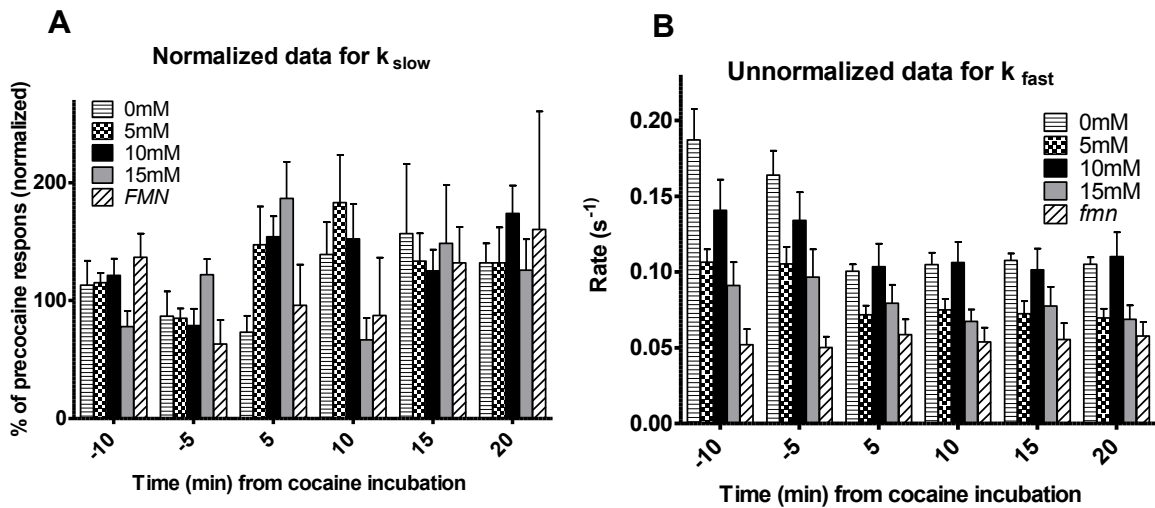 A
Normalized data for k slow
% of precocaine respons (normalized)
200
100
0
0mM
5mM
10mM
15mM
FMN
-10
-5
5
10
15
20
Time (min) from cocaine incubation
B
Unnormalized data for k fast
Rate (s-1)
0.20
0.15
0.10
0.05
0.00
0mM
5mM
10mM
15mM
fmn
-10
-5
5
10
15
20
Time (min) from cocaine incubation